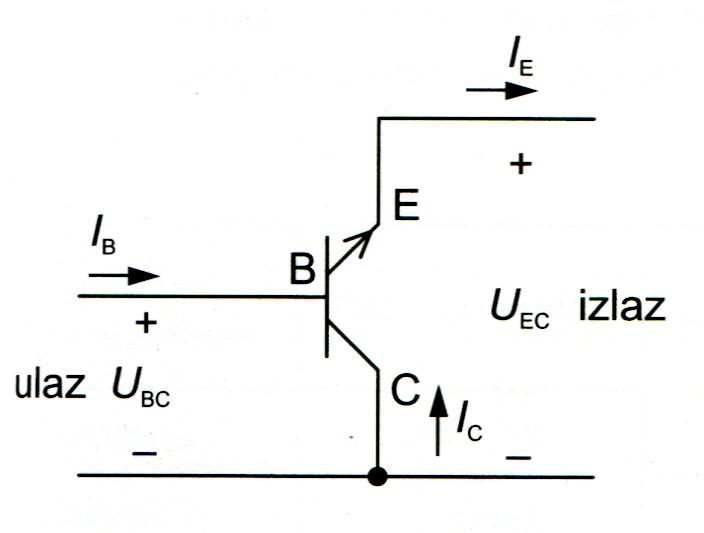 I_E
+
E
I_B
B
+
U_EC izlaz
ulaz U_BC
C
I_C
–
–